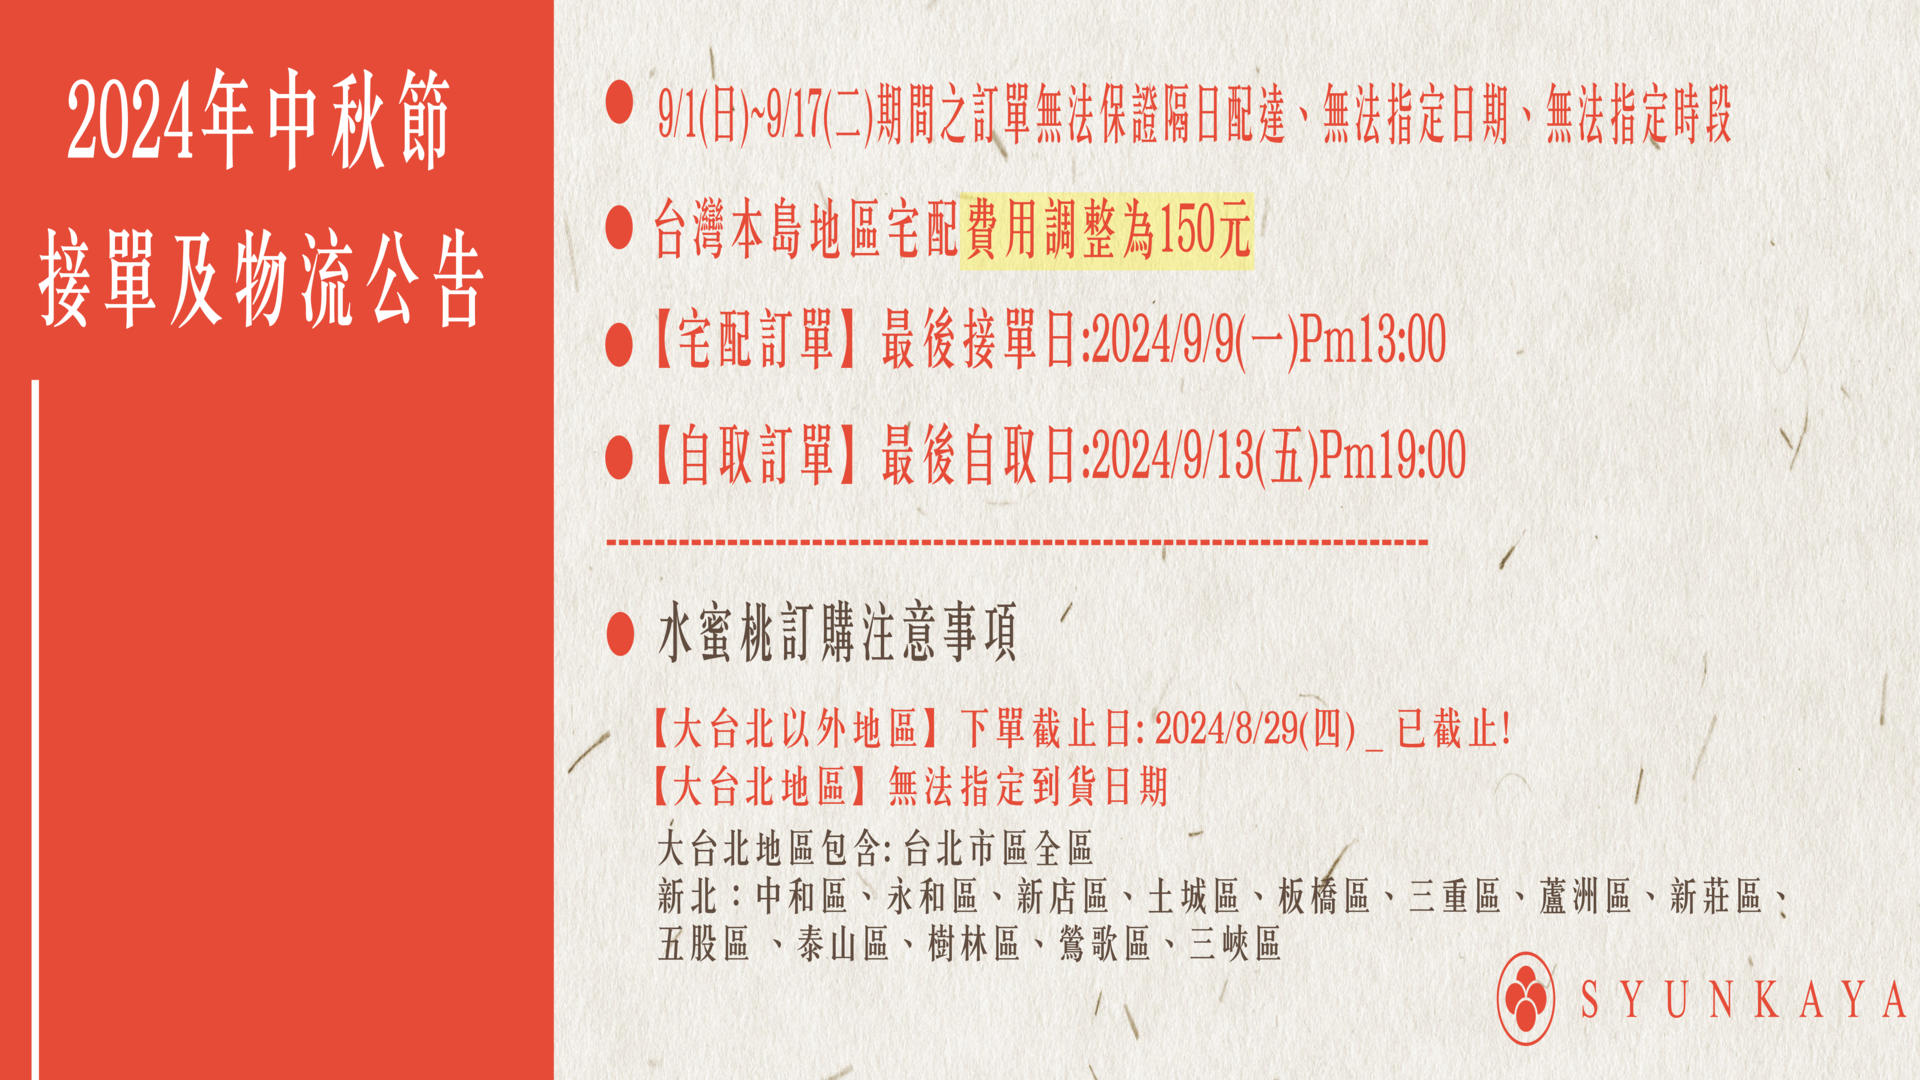 2024年中秋節
接單及物流公告
9/1(日)~9/17(二)期間之訂單無法保證隔日配達、無法指定日期、無法指定時段
台灣本島地區宅配費用調整為150元
【宅配訂單】最後接單日:2024/9/9(一)Pm13:00
【自取訂單】最後自取日:2024/9/13(五)Pm19:00
水蜜桃訂購注意事項
【大台北以外地區】下單截止日: 2024/8/29(四) _ 已截止!
【大台北地區】無法指定到貨日期
大台北地區包含: 台北市區全區
新北：中和區、永和區、新店區、土城區、板橋區、三重區、蘆洲區、新莊區、
五股區 、泰山區、樹林區、鶯歌區、三峽區
SYUNKAYA